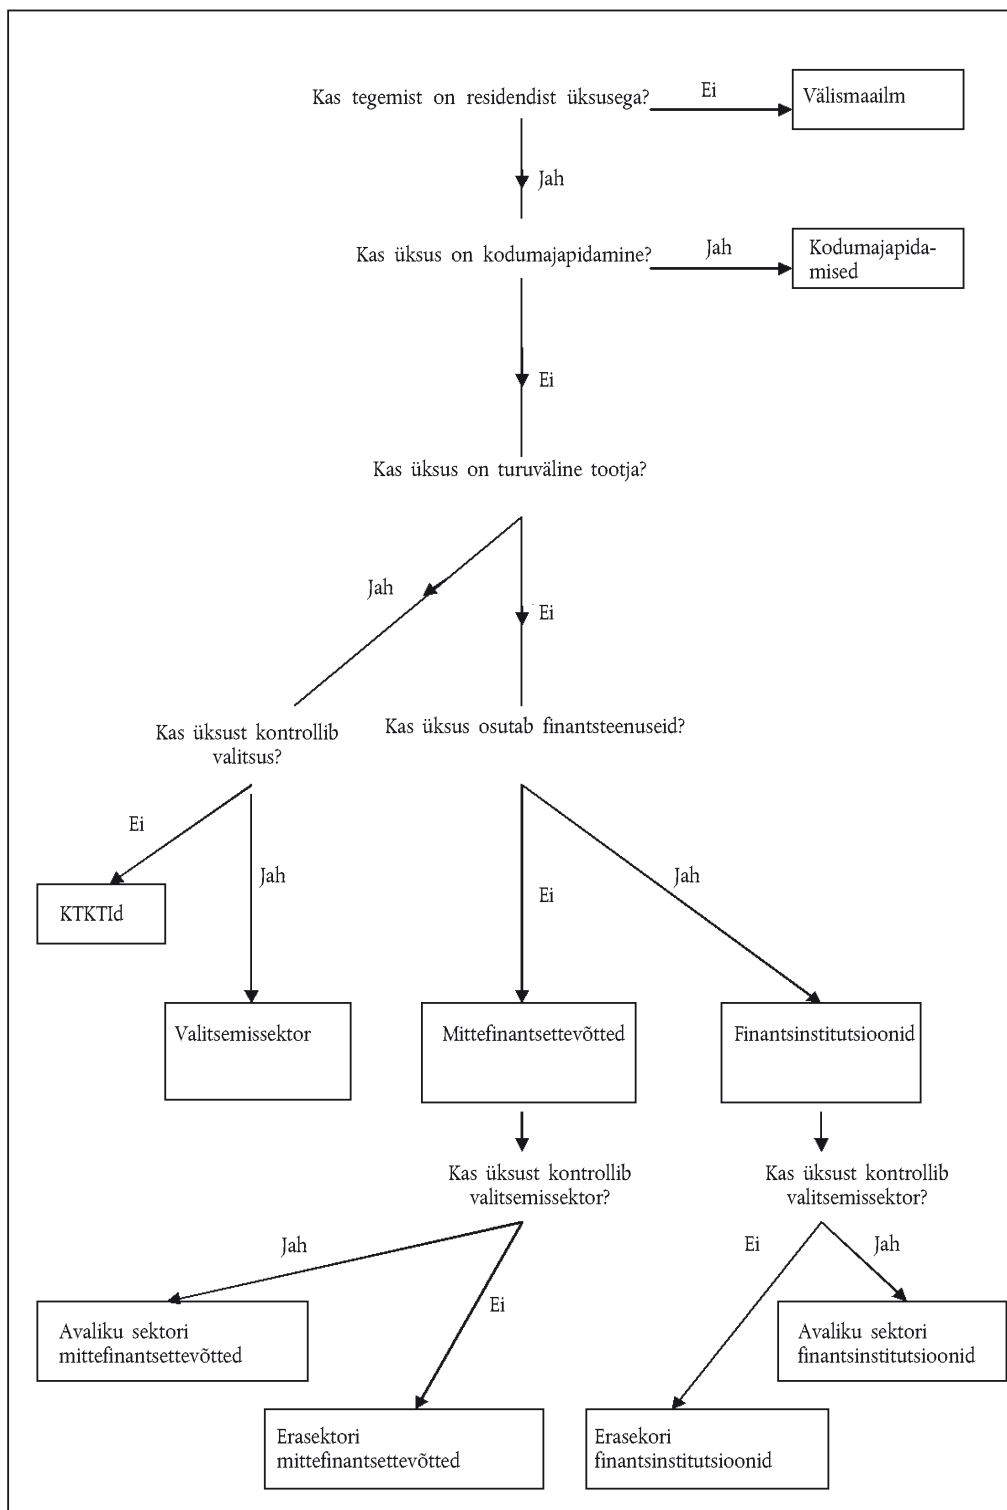 Kas tegemist on residendist üksusega?
Ei
Välismaailm
Jah
Kas üksus on kodumajapidamine?
Jah
Kodumajapida-
mised
Ei
Kas üksus on turuväline tootja?
Jah
Ei
Kas üksust kontrollib
valitsus?
Kas üksus osutab finantsteenuseid?
Ei
Jah
Ei
Jah
KTKTId
Valitsemissektor
Mittefinantsettevõtted
Finantsinstitutsioonid
Kas üksust kontrollib
valitsemissektor?
Kas üksust kontrollib
valitsemissektor?
Jah
Ei
Ei
Jah
Avaliku sektori
mittefinantsettevõtted
Avaliku sektori
finantsinstitutsioonid
Erasektori
mittefinantsettevõtted
Erasekori
finantsinstitutsioonid